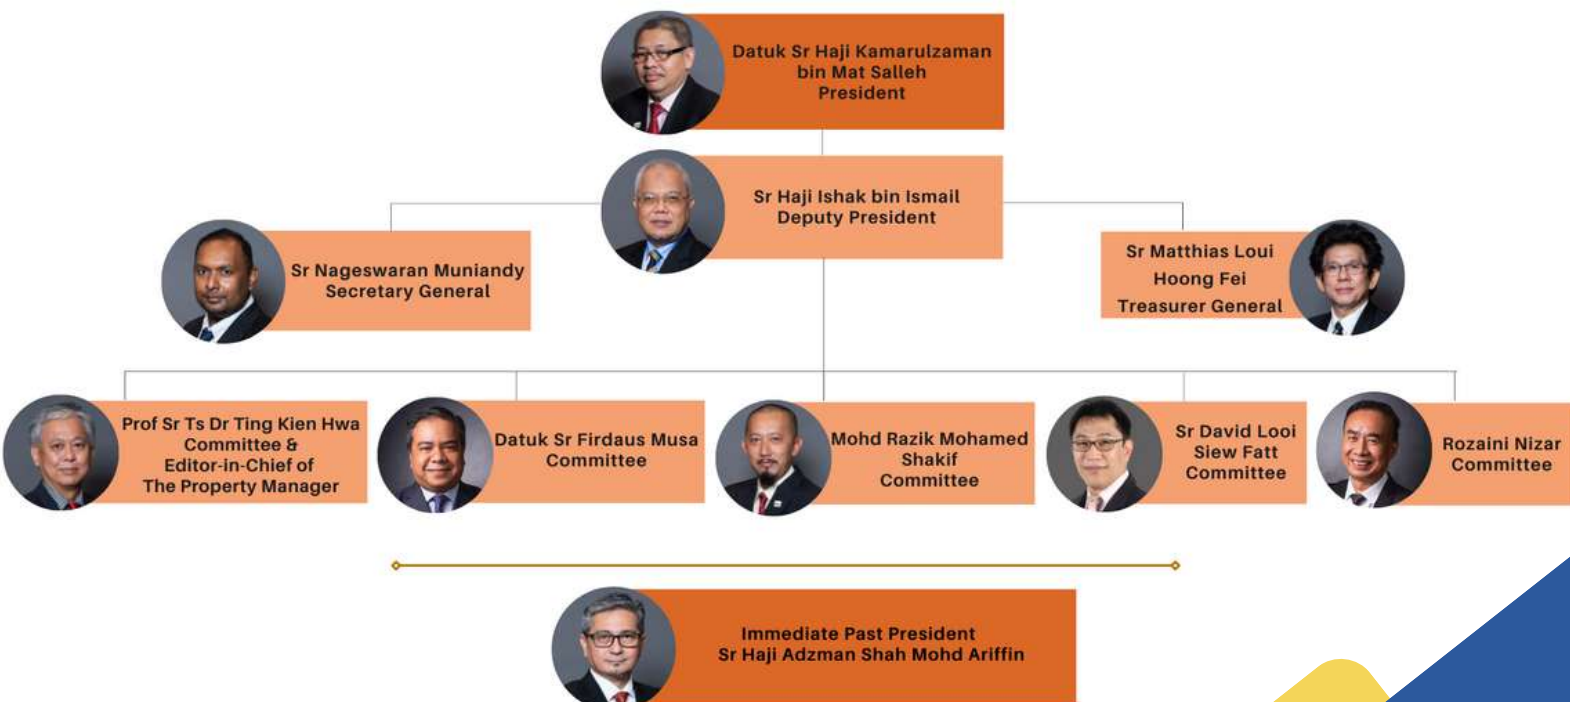 Datuk Sr Haji Kamarulzaman
bin Mat Salleh
President
Sr Haji Ishak bin Ismail
Deputy President
Sr Nageswaran Muniandy
Secretary General
Sr Matthias Loui
Hoong Fei
Treasurer General
Prof Sr Ts Dr Ting Kien Hwa
Committee &
Editor-in-Chief of
The Property Manager
Datuk Sr Firdaus Musa
Committee
Mohd Razik Mohamed
Shakif
Committee
Sr David Looi
Siew Fatt
Committee
Rozaini Nizar
Committee
Immediate Past President
Sr Haji Adzman Shah Mohd Ariffin